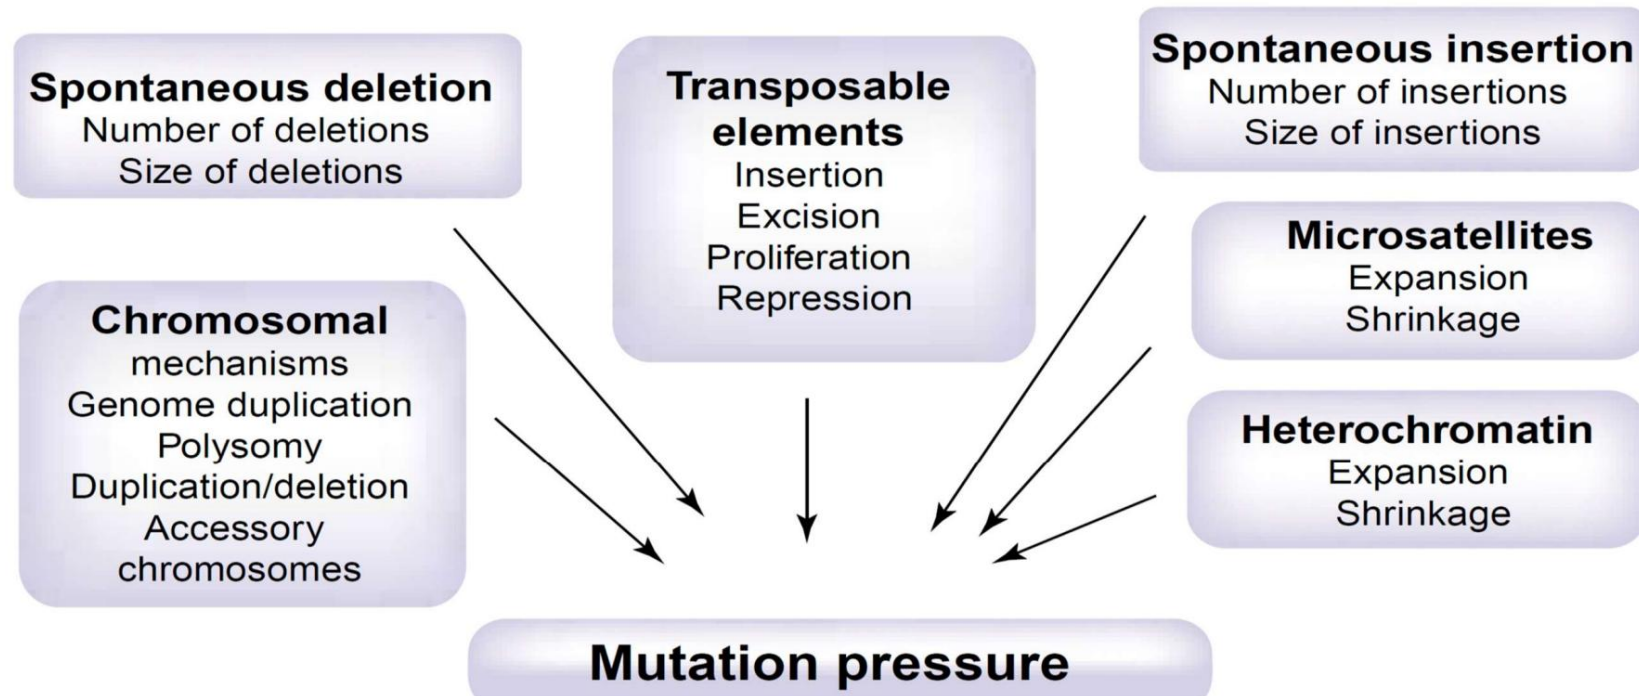 Spontaneous deletion
Number of deletions
Size of deletions
Transposable
elements
Insertion
Excision
Proliferation
Repression
Spontaneous insertion
Number of insertions
Size of insertions
Chromosomal
mechanisms
Genome duplication
Polysomy
Duplication/deletion
Accessory
chromosomes
Microsatellites
Expansion
Shrinkage
Heterochromatin
Expansion
Shrinkage
Mutation pressure